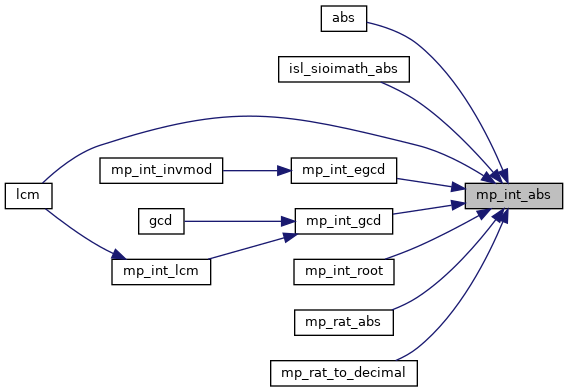 abs
isl_sioimath_abs
mp_int_invmod
mp_int_egcd
lcm
mp_int_abs
gcd
mp_int_gcd
mp_int_lcm
mp_int_root
mp_rat_abs
mp_rat_to_decimal